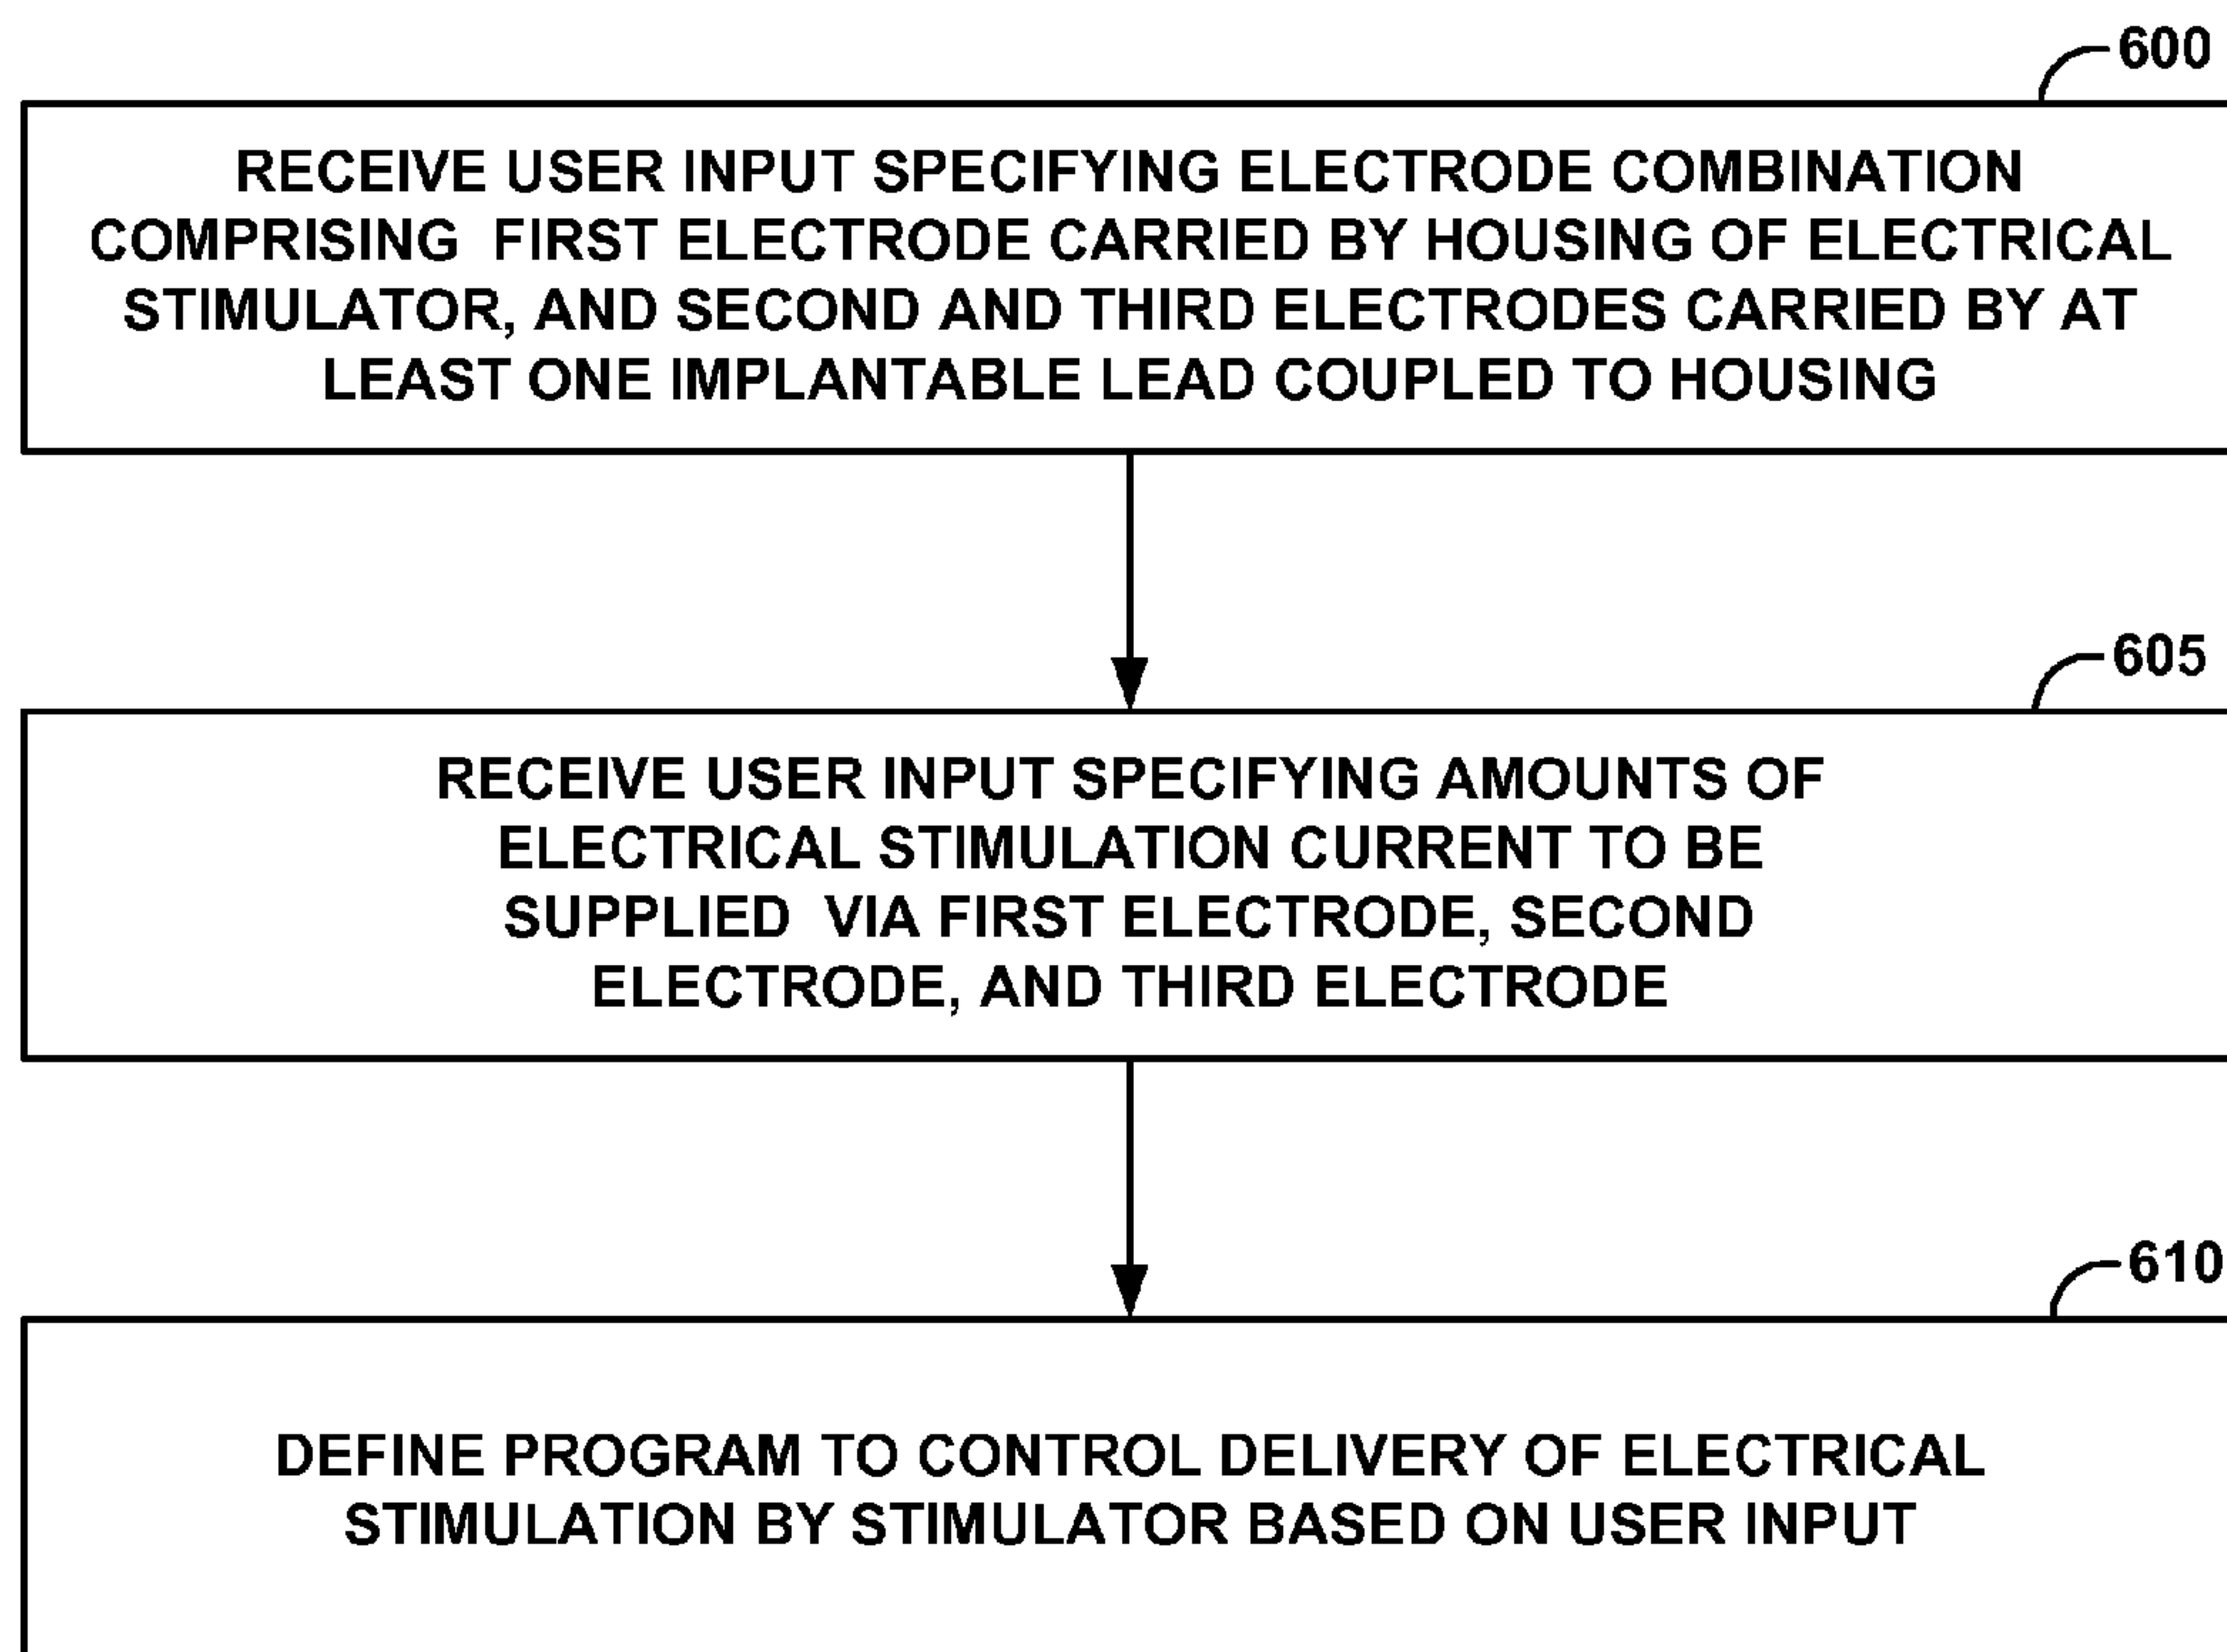 600
RECEIVE USER INPUT SPECIFYING ELECTRODE COMBINATION
COMPRISING FIRST ELECTRODE CARRIED BY HOUSING OF ELECTRICAL
STIMULATOR, AND SECOND AND THIRD ELECTRODES CARRIED BY AT
LEAST ONE IMPLANTABLE LEAD COUPLED TO HOUSING
605
RECEIVE USER INPUT SPECIFYING AMOUNTS OF
ELECTRICAL STIMULATION CURRENT TO BE
SUPPLIED VIA FIRST ELECTRODE, SECOND
ELECTRODE, AND THIRD ELECTRODE
610
DEFINE PROGRAM TO CONTROL DELIVERY OF ELECTRICAL
STIMULATION BY STIMULATOR BASED ON USER INPUT